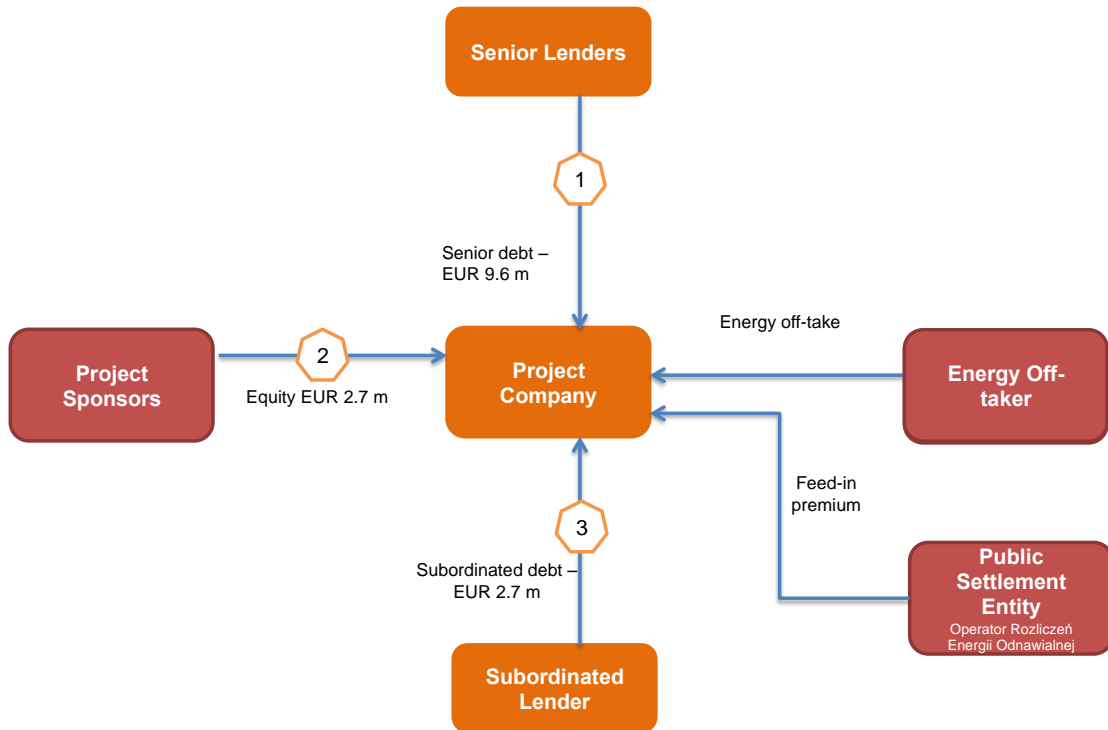 Senior Lenders
1
Senior debt –
EUR 9.6 m
Energy off-take
Project
Sponsors
2
Equity EUR 2.7 m
Project
Company
Energy Off-
taker
Feed-in
premium
3
Subordinated debt –
EUR 2.7 m
Public
Settlement
Entity
Operator Rozliczeń
Energii Odnawialnej
Subordinated
Lender